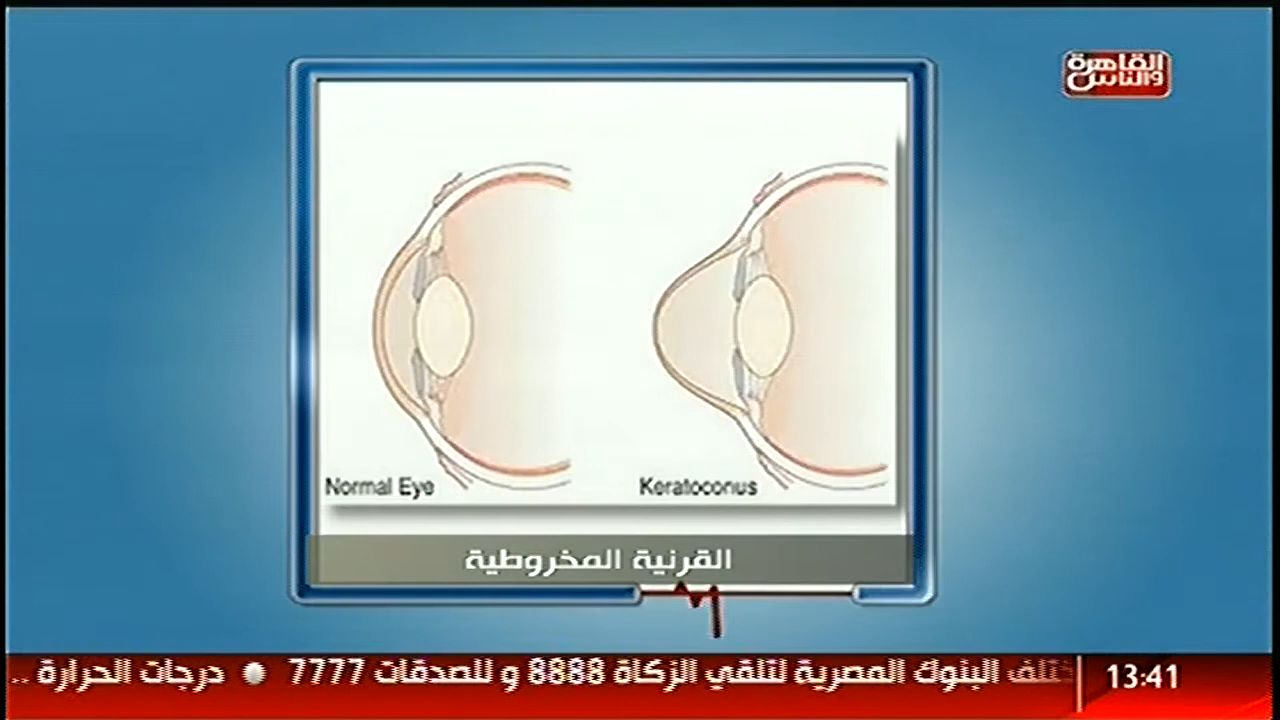 القاهرة
والناس
Normal Eye
Keratoconus
القرنية المخروطية
البنوك المصرية لتلقي الزكاة 8888 و للصدقات 7777 درجات الحرارة ..
13:41